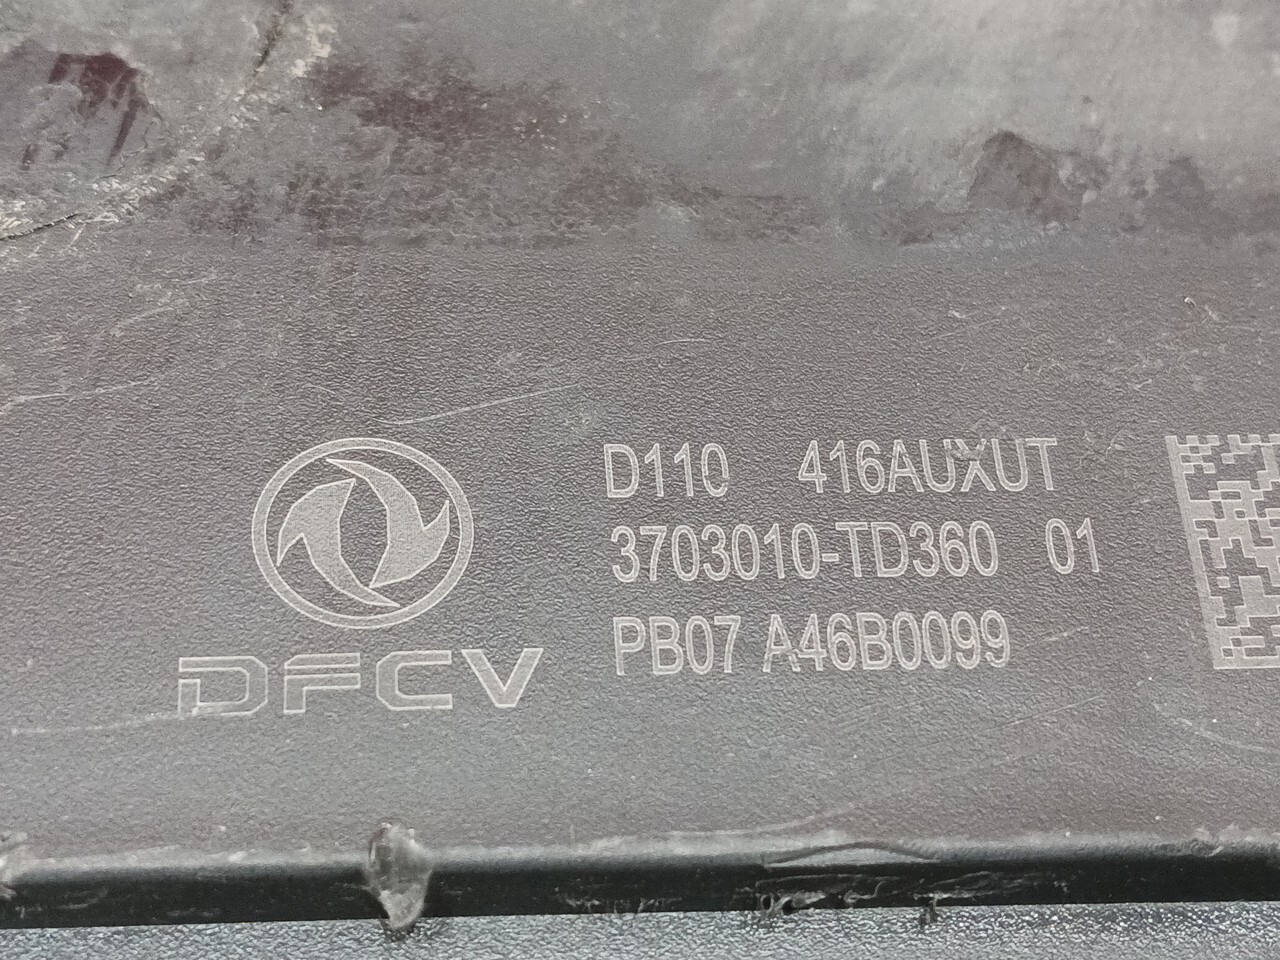 D110 416AUXUT
3703010-TD360 01
PB07 A46B0099
DFCV